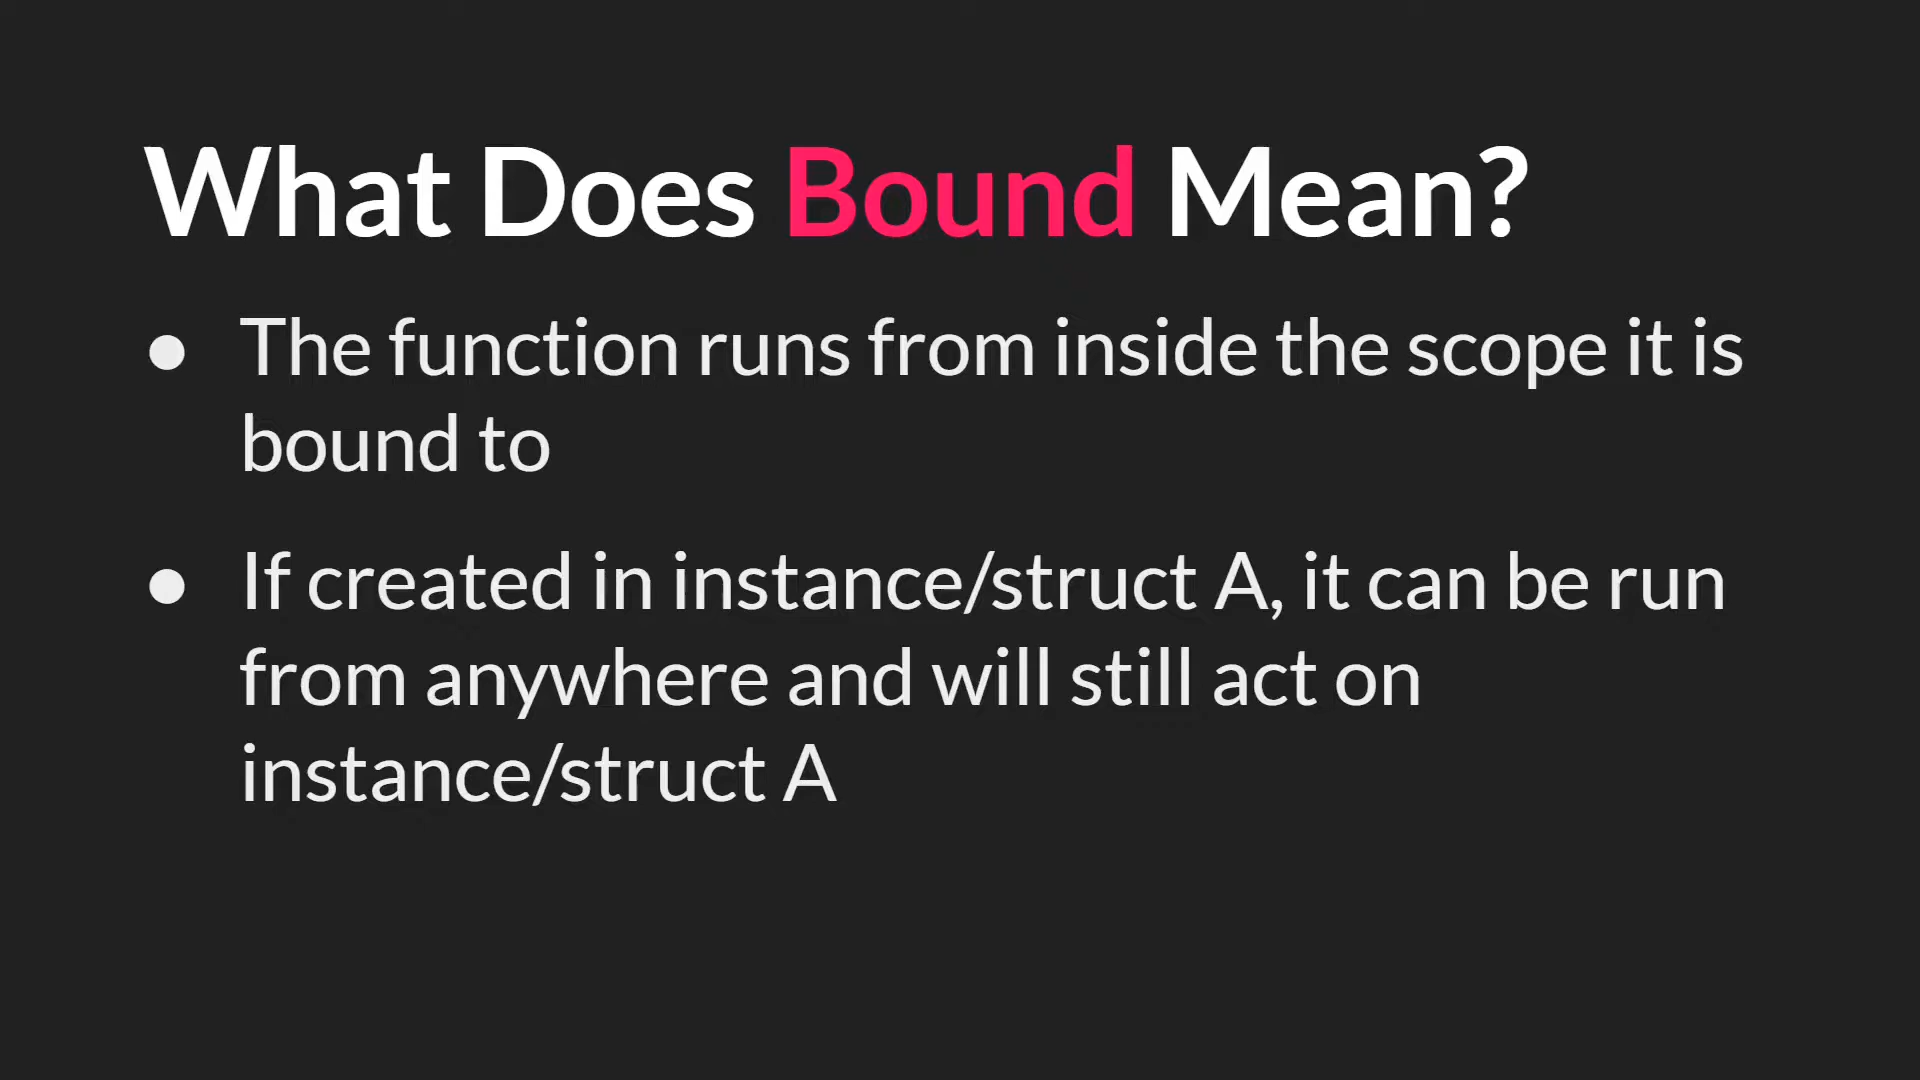 What Does Bound Mean?
● The function runs from inside the scope it is
bound to
● If created in instance/struct A, it can be run
from anywhere and will still act on
instance/struct A